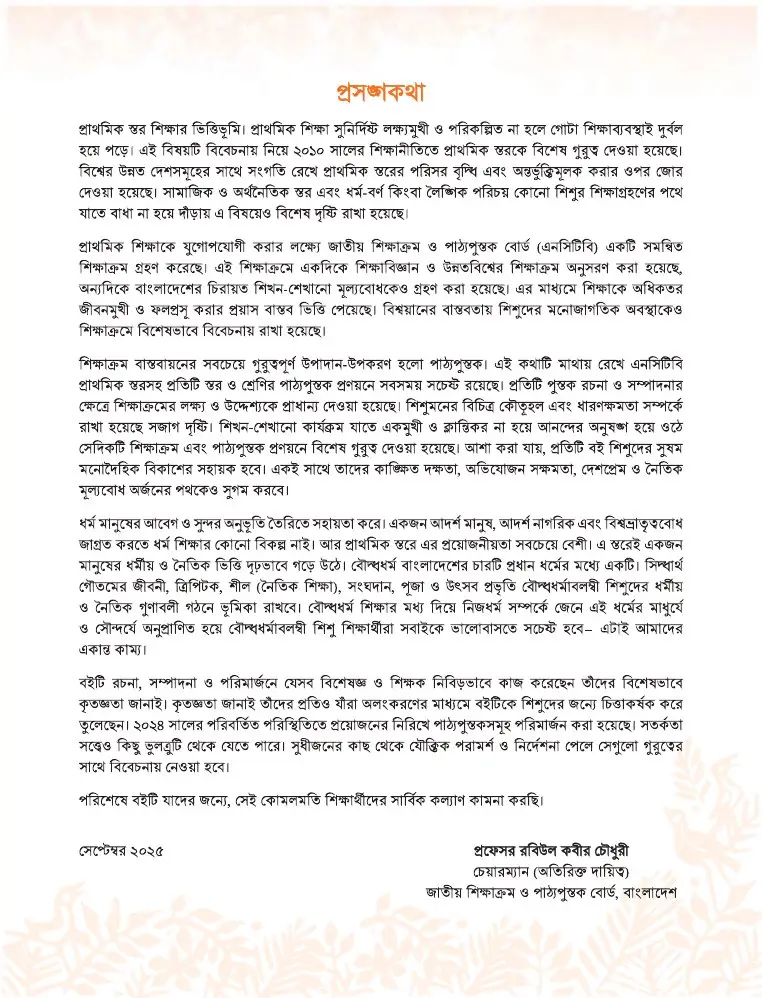 প্রসঙ্গকথা
প্রাথমিক স্তর শিক্ষার ভিত্তিভূমি। প্রাথমিক শিক্ষা সুনির্দিষ্ট লক্ষ্যমুখী ও পরিকল্পিত না হলে গোটা শিক্ষাব্যবস্থাই দুর্বল
হয়ে পড়ে। এই বিষয়টি বিবেচনায় নিয়ে ২০১০ সালের শিক্ষানীতিতে প্রাথমিক স্তরকে বিশেষ গুরুত্ব দেওয়া হয়েছে।
বিশ্বের উন্নত দেশসমূহের সাথে সংগতি রেখে প্রাথমিক স্তরের পরিসর বৃদ্ধি এবং অন্তর্ভুক্তিমূলক করার ওপর জোর
দেওয়া হয়েছে। সামাজিক ও অর্থনৈতিক স্তর এবং ধর্ম-বর্ণ কিংবা লৈঙ্গিক পরিচয় কোনো শিশুর শিক্ষাগ্রহণের পথে
যাতে বাধা না হয়ে দাঁড়ায় এ বিষয়েও বিশেষ দৃষ্টি রাখা হয়েছে।
প্রাথমিক শিক্ষাকে যুগোপযোগী করার লক্ষ্যে জাতীয় শিক্ষাক্রম ও পাঠ্যপুস্তক বোর্ড (এনসিটিবি) একটি সমন্বিত
শিক্ষাক্রম গ্রহণ করেছে। এই শিক্ষাক্রমে একদিকে শিক্ষাবিজ্ঞান ও উন্নতবিশ্বের শিক্ষাক্রম অনুসরণ করা হয়েছে,
অন্যদিকে বাংলাদেশের চিরায়ত শিখন-শেখানো মূল্যবোধকেও গ্রহণ করা হয়েছে। এর মাধ্যমে শিক্ষাকে অধিকতর
জীবনমুখী ও ফলপ্রসূ করার প্রয়াস বাস্তব ভিত্তি পেয়েছে। বিশ্বায়নের বাস্তবতায় শিশুদের মনোজাগতিক অবস্থাকেও
শিক্ষাক্রমে বিশেষভাবে বিবেচনায় রাখা হয়েছে।
শিক্ষাক্রম বাস্তবায়নের সবচেয়ে গুরুত্বপূর্ণ উপাদান-উপকরণ হলো পাঠ্যপুস্তক। এই কথাটি মাথায় রেখে এনসিটিবি
প্রাথমিক স্তরসহ প্রতিটি স্তর ও শ্রেণির পাঠ্যপুস্তক প্রণয়নে সবসময় সচেষ্ট রয়েছে। প্রতিটি পুস্তক রচনা ও সম্পাদনার
ক্ষেত্রে শিক্ষাক্রমের লক্ষ্য ও উদ্দেশ্যকে প্রাধান্য দেওয়া হয়েছে। শিশুমনের বিচিত্র কৌতূহল এবং ধারণক্ষমতা সম্পর্কে
রাখা হয়েছে সজাগ দৃষ্টি। শিখন-শেখানো কার্যক্রম যাতে একমুখী ও ক্লান্তিকর না হয়ে আনন্দের অনুষঙ্গ হয়ে ওঠে
সেদিকটি শিক্ষাক্রম এবং পাঠ্যপুস্তক প্রণয়নে বিশেষ গুরুত্ব দেওয়া হয়েছে। আশা করা যায়, প্রতিটি বই শিশুদের সুষম
মনোদৈহিক বিকাশের সহায়ক হবে। একই সাথে তাদের কাঙ্ক্ষিত দক্ষতা, অভিযোজন সক্ষমতা, দেশপ্রেম ও নৈতিক
মূল্যবোধ অর্জনের পথকেও সুগম করবে।
ধর্ম মানুষের আবেগ ও সুন্দর অনুভূতি তৈরিতে সহায়তা করে। একজন আদর্শ মানুষ, আদর্শ নাগরিক এবং বিশ্বভ্রাতৃত্ববোধ
জাগ্রত করতে ধর্ম শিক্ষার কোনো বিকল্প নাই। আর প্রাথমিক স্তরে এর প্রয়োজনীয়তা সবচেয়ে বেশী। এ স্তরেই একজন
মানুষের ধর্মীয় ও নৈতিক ভিত্তি দৃঢ়ভাবে গড়ে উঠে। বৌদ্ধধর্ম বাংলাদেশের চারটি প্রধান ধর্মের মধ্যে একটি। সিদ্ধার্থ
গৌতমের জীবনী, ত্রিপিটক, শীল (নৈতিক শিক্ষা), সংঘদান, পূজা ও উৎসব প্রভৃতি বৌদ্ধধর্মাবলম্বী শিশুদের ধর্মীয়
ও নৈতিক গুণাবলী গঠনে ভূমিকা রাখবে। বৌদ্ধধর্ম শিক্ষার মধ্য দিয়ে নিজধর্ম সম্পর্কে জেনে এই ধর্মের মাধুর্যে
ও সৌন্দর্যে অনুপ্রাণিত হয়ে বৌদ্ধধর্মাবলম্বী শিশু শিক্ষার্থীরা সবাইকে ভালোবাসতে সচেষ্ট হবে– এটাই আমাদের
একান্ত কাম্য।
বইটি রচনা, সম্পাদনা ও পরিমার্জনে যেসব বিশেষজ্ঞ ও শিক্ষক নিবিড়ভাবে কাজ করেছেন তাঁদের বিশেষভাবে
কৃতজ্ঞতা জানাই। কৃতজ্ঞতা জানাই তাঁদের প্রতিও যাঁরা অলংকরণের মাধ্যমে বইটিকে শিশুদের জন্যে চিত্তাকর্ষক করে
তুলেছেন। ২০২৪ সালের পরিবর্তিত পরিস্থিতিতে প্রয়োজনের নিরিখে পাঠ্যপুস্তকসমূহ পরিমার্জন করা হয়েছে। সতর্কতা
সত্ত্বেও কিছু ভুলত্রুটি থেকে যেতে পারে। সুধীজনের কাছ থেকে যৌক্তিক পরামর্শ ও নির্দেশনা পেলে সেগুলো গুরুত্বের
সাথে বিবেচনায় নেওয়া হবে।
পরিশেষে বইটি যাদের জন্যে, সেই কোমলমতি শিক্ষার্থীদের সার্বিক কল্যাণ কামনা করছি।
সেপ্টেম্বর ২০২৫
প্রফেসর রবিউল কবীর চৌধুরী
চেয়ারম্যান (অতিরিক্ত দায়িত্ব)
জাতীয় শিক্ষাক্রম ও পাঠ্যপুস্তক বোর্ড, বাংলাদেশ